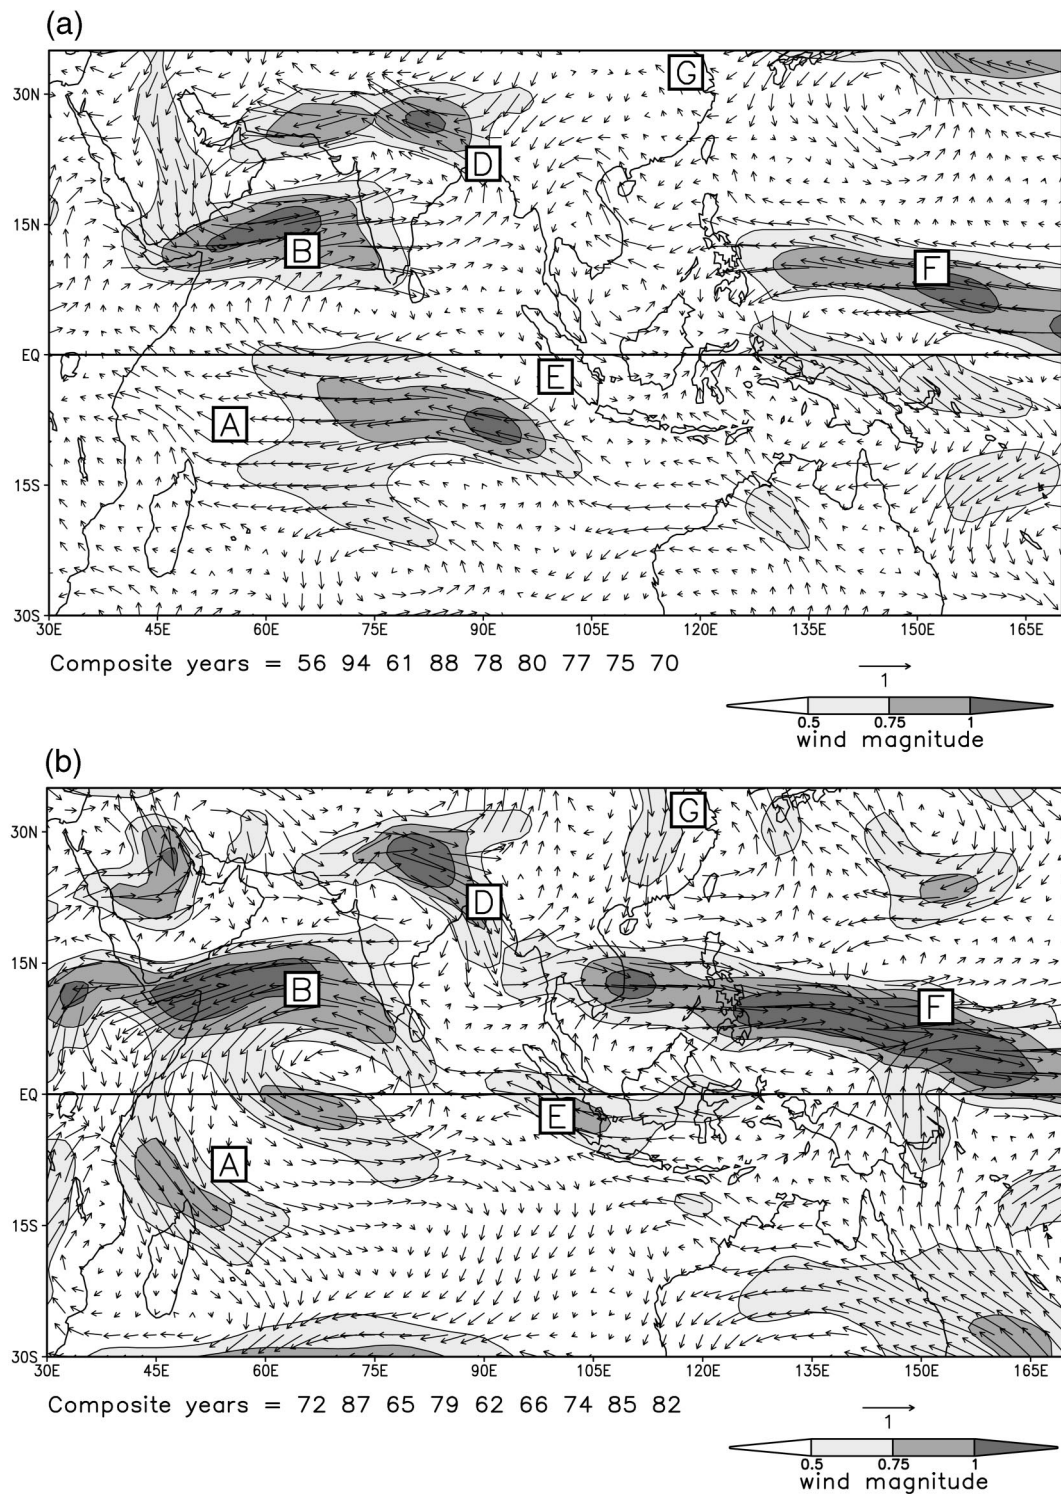 (a)
G
30N
D
15N
B
F
EQ
E
A
15S
30S
30E 45E 60E 75E 90E 105E 120E 135E 150E 165E
Composite years = 56 94 61 88 78 80 77 75 70
1
0.5 0.75 1
wind magnitude
(b)
G
30N
D
15N
B
F
EQ
E
A
15S
30S
30E 45E 60E 75E 90E 105E 120E 135E 150E 165E
Composite years = 72 87 65 79 62 66 74 85 82
1
0.5 0.75 1
wind magnitude